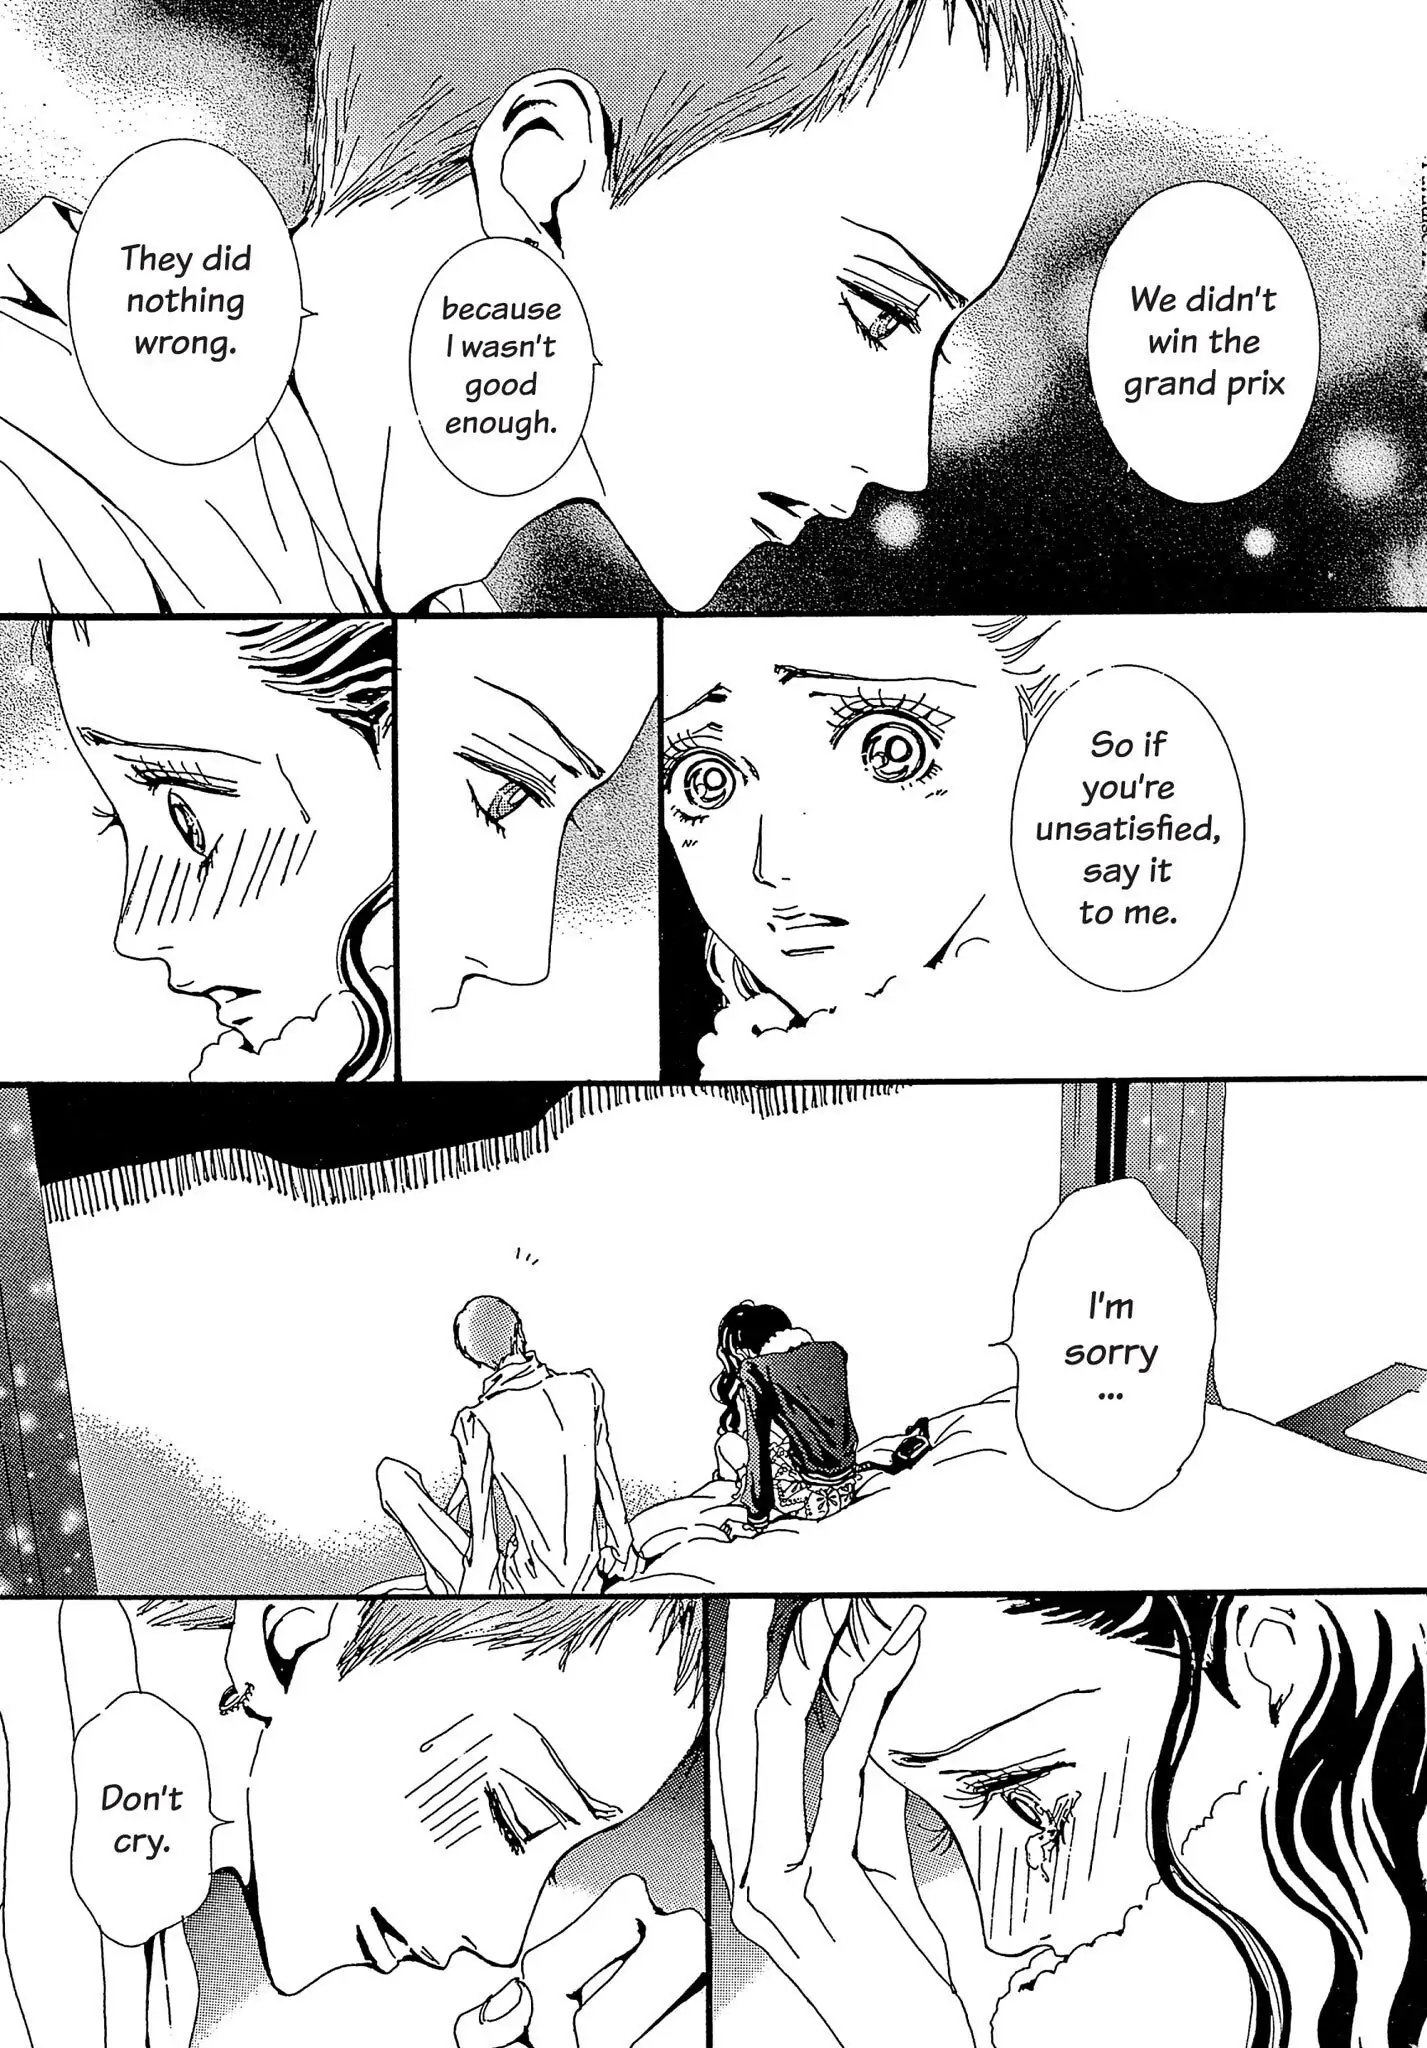 We didn't
win the
grand prix
because
I wasn't
good
enough.
They did
nothing
wrong.
So if
you're
unsatisfied,
say it
to me.
I'm
sorry
...
Don't
cry.